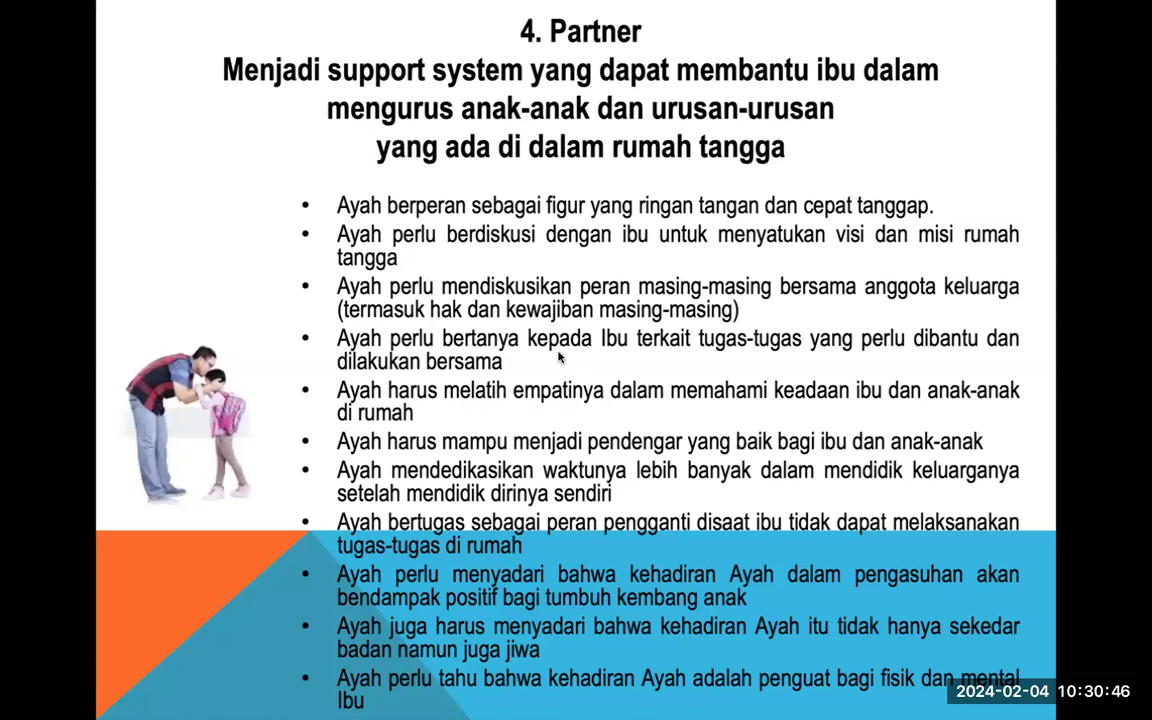 4. Partner
Menjadi support system yang dapat membantu ibu dalam
mengurus anak-anak dan urusan-urusan
yang ada di dalam rumah tangga
• Ayah berperan sebagai figur yang ringan tangan dan cepat tanggap.
• Ayah perlu berdiskusi dengan ibu untuk menyatukan visi dan misi rumah
tangga
• Ayah perlu mendiskusikan peran masing-masing bersama anggota keluarga
(termasuk hak dan kewajiban masing-masing)
• Ayah perlu bertanya kepada Ibu terkait tugas-tugas yang perlu dibantu dan
dilakukan bersama
• Ayah harus melatih empatinya dalam memahami keadaan ibu dan anak-anak
di rumah
• Ayah harus mampu menjadi pendengar yang baik bagi ibu dan anak-anak
• Ayah mendedikasikan waktunya lebih banyak dalam mendidik keluarganya
setelah mendidik dirinya sendiri
• Ayah bertugas sebagai peran pengganti disaat ibu tidak dapat melaksanakan
tugas-tugas di rumah
• Ayah perlu menyadari bahwa kehadiran Ayah dalam pengasuhan akan
bendampak positif bagi tumbuh kembang anak
• Ayah juga harus menyadari bahwa kehadiran Ayah itu tidak hanya sekedar
badan namun juga jiwa
• Ayah perlu tahu bahwa kehadiran Ayah adalah penguat bagi fisik dan mental
Ibu
2024-02-04 10:30:46